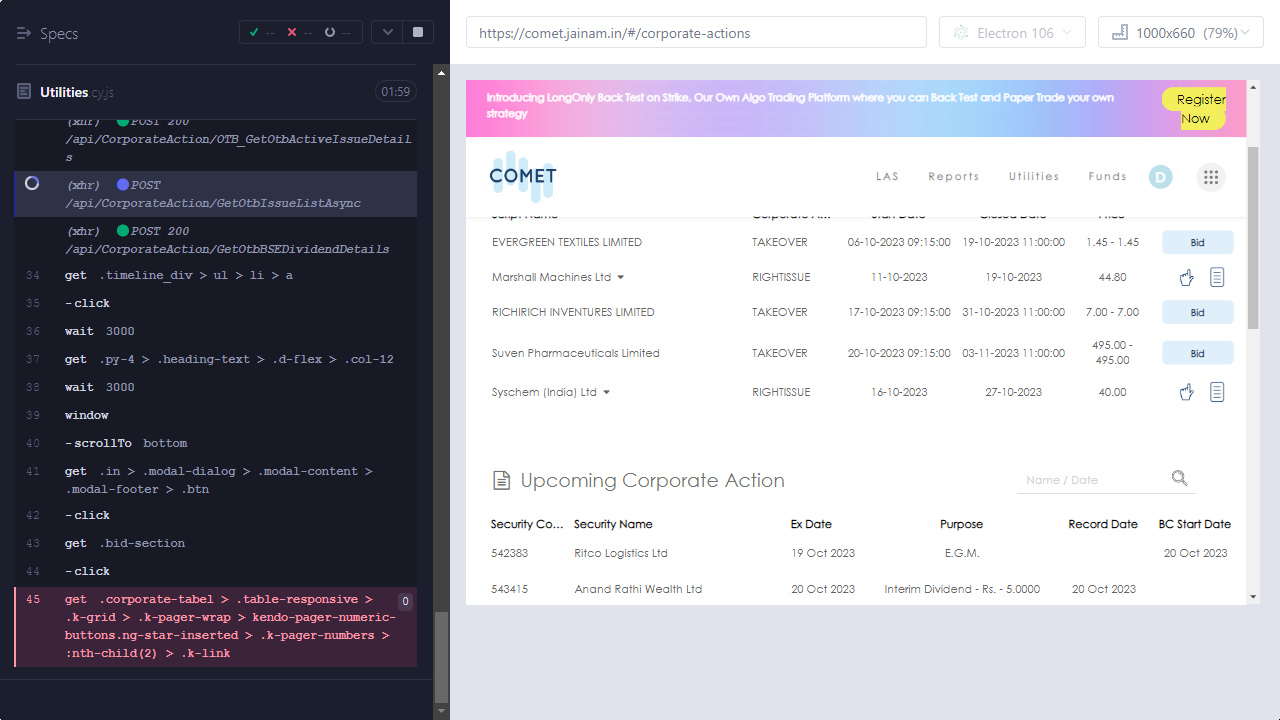 Specs
-- -- --
https://comet.jainam.in/#/corporate-actions
Electron 106
1000x660 (79%)
Utilities.cy.js
01:59
(xhr) POST 200
/api/CorporateAction/OTB_GetOtbActiveIssueDetail
s
(xhr) POST
/api/CorporateAction/GetOtbIssueListAsync
(xhr) POST 200
/api/CorporateAction/GetOtbBSEDividendDetails
34 get .timeline_div > ul > li > a
35 -click
36 wait 3000
37 get .py-4 > .heading-text > .d-flex > .col-12
38 wait 3000
39 window
40 -scrollTo bottom
41 get .in > .modal-dialog > .modal-content >
.modal-footer > .btn
42 -click
43 get .bid-section
44 -click
45 get .corporate-tabel > .table-responsive > 0
.k-grid > .k-pager-wrap > kendo-pager-numeric-
buttons.ng-star-inserted > .k-pager-numbers >
:nth-child(2) > .k-link
Introducing LongOnly Back Test on Strike. Our Own Algo Trading Platform where you can Back Test and Paper Trade your own
strategy
Register
Now
COMET
LAS Reports Utilities Funds D
Script Name Corporate A... Start Date Closed Date Price
EVERGREEN TEXTILES LIMITED TAKEOVER 06-10-2023 09:15:00 19-10-2023 11:00:00 1.45 - 1.45 Bid
Marshall Machines Ltd RIGHTISSUE 11-10-2023 19-10-2023 44.80
RICHIRICH INVENTURES LIMITED TAKEOVER 17-10-2023 09:15:00 31-10-2023 11:00:00 7.00 - 7.00 Bid
Suven Pharmaceuticals Limited TAKEOVER 20-10-2023 09:15:00 03-11-2023 11:00:00 495.00 -
495.00 Bid
Syschem (India) Ltd RIGHTISSUE 16-10-2023 27-10-2023 40.00
Upcoming Corporate Action
Name / Date
Security Co... Security Name Ex Date Purpose Record Date BC Start Date
542383 Ritco Logistics Ltd 19 Oct 2023 E.G.M. 20 Oct 2023
543415 Anand Rathi Wealth Ltd 20 Oct 2023 Interim Dividend - Rs. - 5.0000 20 Oct 2023